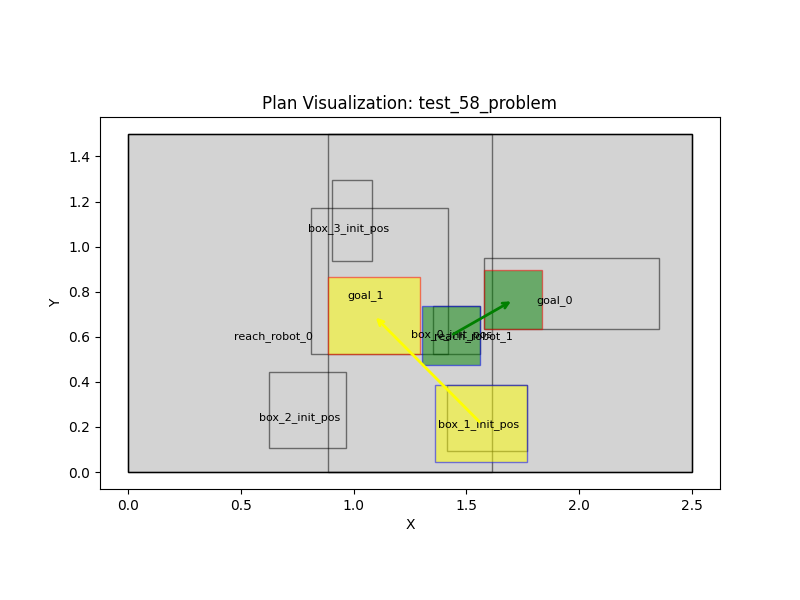 Plan Visualization: test_58_problem
1.4
1.2
1.0
0.8
0.6
0.4
0.2
0.0
Y
box_3_init_pos
goal_1
goal_0
box_0_init_pos
reach_robot_0
reach_robot_1
box_2_init_pos
box_1_init_pos
0.0 0.5 1.0 1.5 2.0 2.5
X